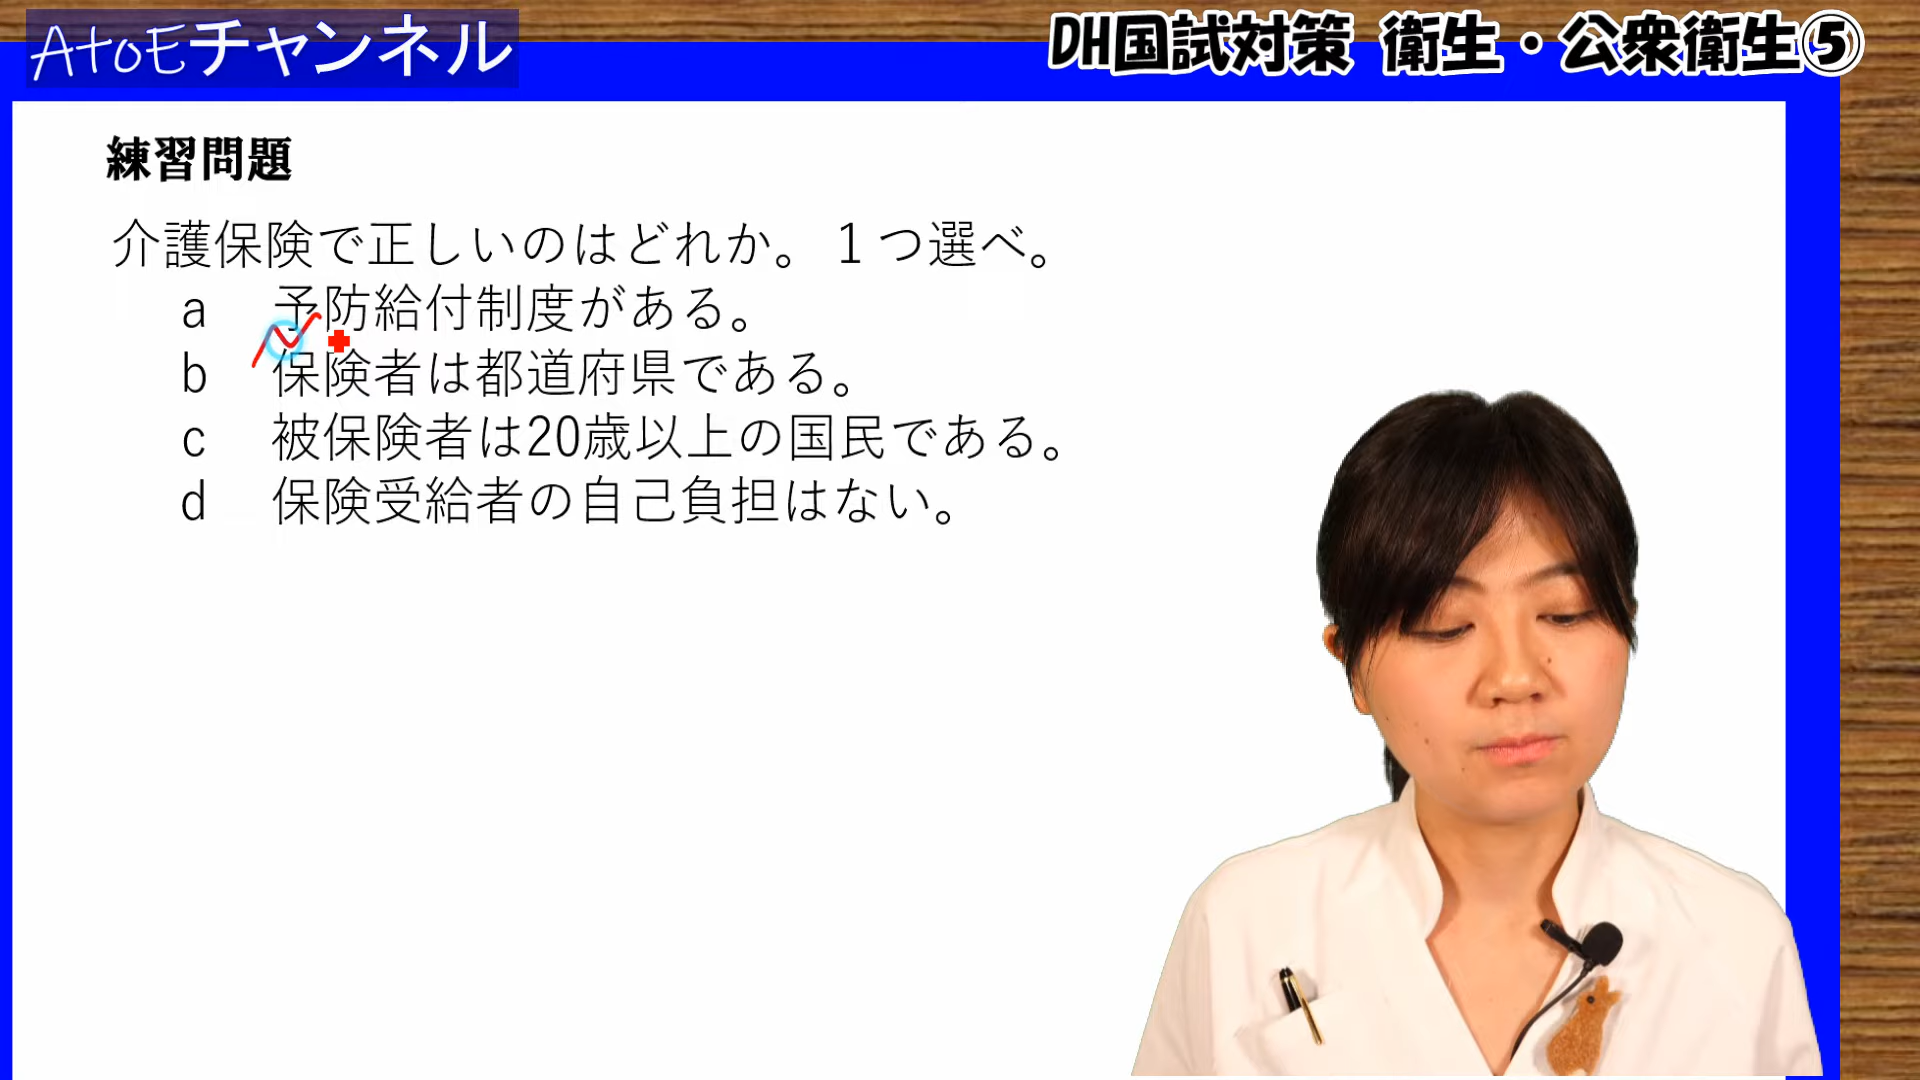 AtoEチャンネル
DH国試対策 衛生・公衆衛生⑤
練習問題
介護保険で正しいのはどれか。1つ選べ。
a 予防給付制度がある。
b 保険者は都道府県である。
c 被保険者は20歳以上の国民である。
d 保険受給者の自己負担はない。